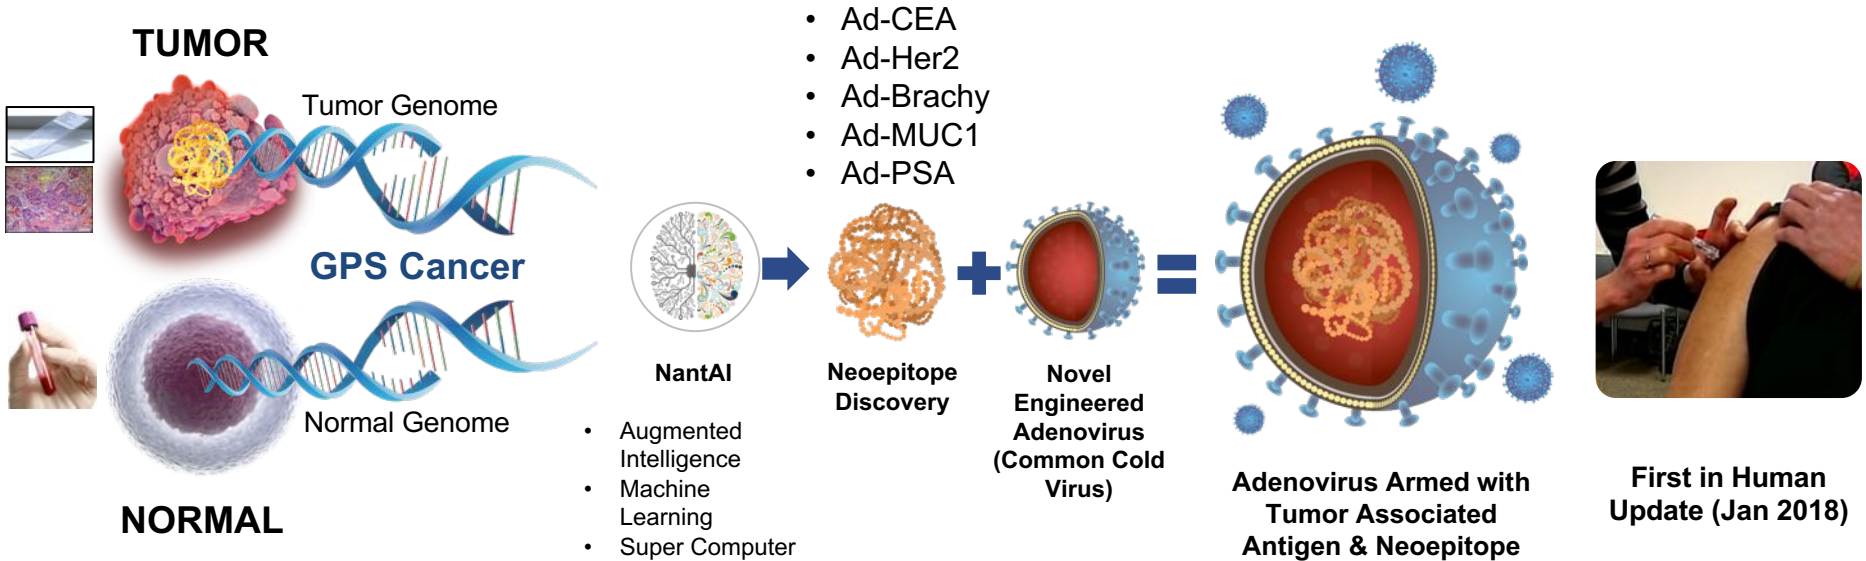 TUMOR
Tumor Genome
GPS Cancer
Normal Genome
NORMAL
NantAI
• Augmented
Intelligence
• Machine
Learning
• Super Computer
• Ad-CEA
• Ad-Her2
• Ad-Brachy
• Ad-MUC1
• Ad-PSA
Neoepitope
Discovery
Novel
Engineered
Adenovirus
(Common Cold
Virus)
Adenovirus Armed with
Tumor Associated
Antigen & Neoepitope
First in Human
Update (Jan 2018)